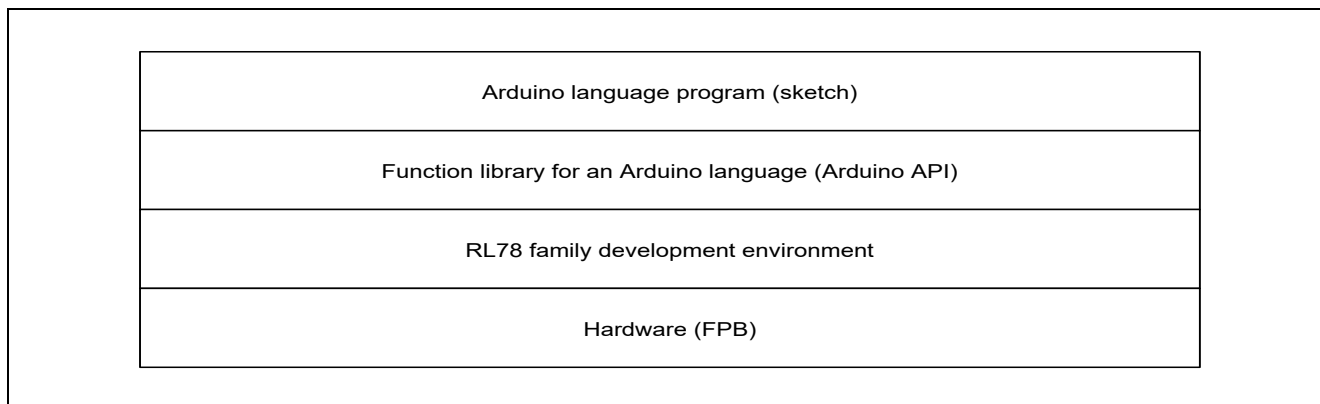 Arduino language program (sketch)
Function library for an Arduino language (Arduino API)
RL78 family development environment
Hardware (FPB)